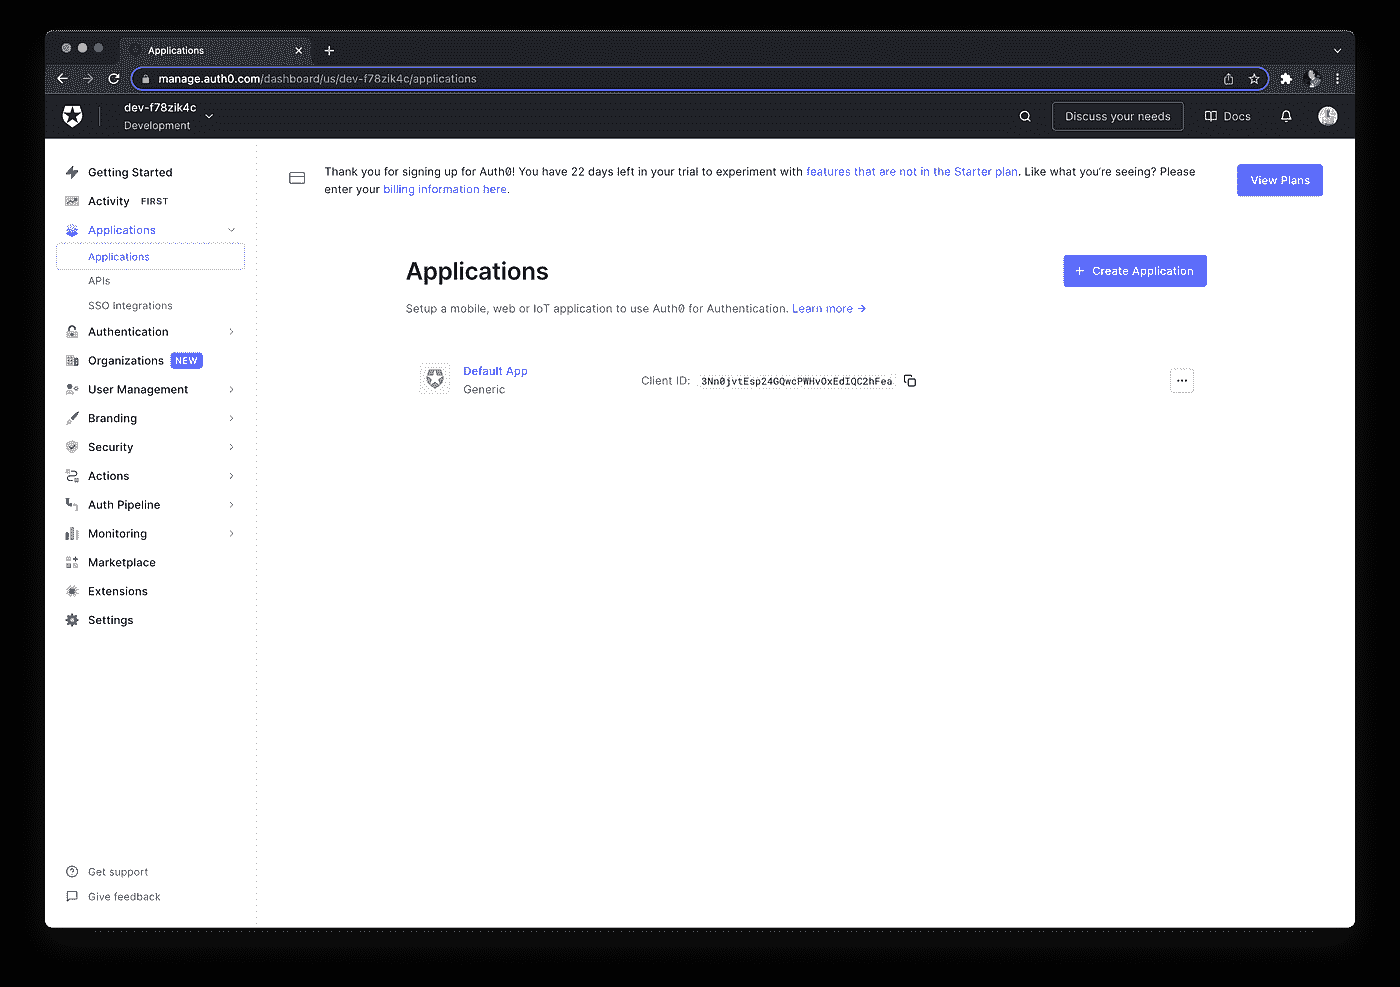 Applications
manage.auth0.com/dashboard/us/dev-f78zik4c/applications
dev-f78zik4c
Development
Discuss your needs
Docs
Getting Started
Activity FIRST
Applications
Applications
APIs
SSO Integrations
Authentication
Organizations NEW
User Management
Branding
Security
Actions
Auth Pipeline
Monitoring
Marketplace
Extensions
Settings
Get support
Give feedback
Thank you for signing up for Auth0! You have 22 days left in your trial to experiment with features that are not in the Starter plan. Like what you're seeing? Please
enter your billing information here.
View Plans
Applications
+ Create Application
Setup a mobile, web or IoT application to use Auth0 for Authentication. Learn more →
Default App
Generic
Client ID: 3Nn0jvtEsp24GQwcPWHvOxEdIQC2hFea